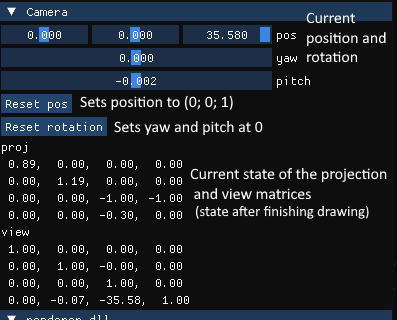 Camera
0.000 0.000 35.580 pos
0.000 yaw
-0.002 pitch
Current
position and
rotation
Reset pos Sets position to (0; 0; 1)
Reset rotation Sets yaw and pitch at 0
proj
0.89, 0.00, 0.00, 0.00
0.00, 1.19, 0.00, 0.00
0.00, 0.00, -1.00, -1.00
0.00, 0.00, -0.30, 0.00
Current state of the projection
and view matrices
(state after finishing drawing)
view
1.00, 0.00, 0.00, 0.00
0.00, 1.00, 0.00, 0.00
0.00, 0.00, 1.00, 0.00
0.00, -0.07, -35.58, 1.00
renderer.dll